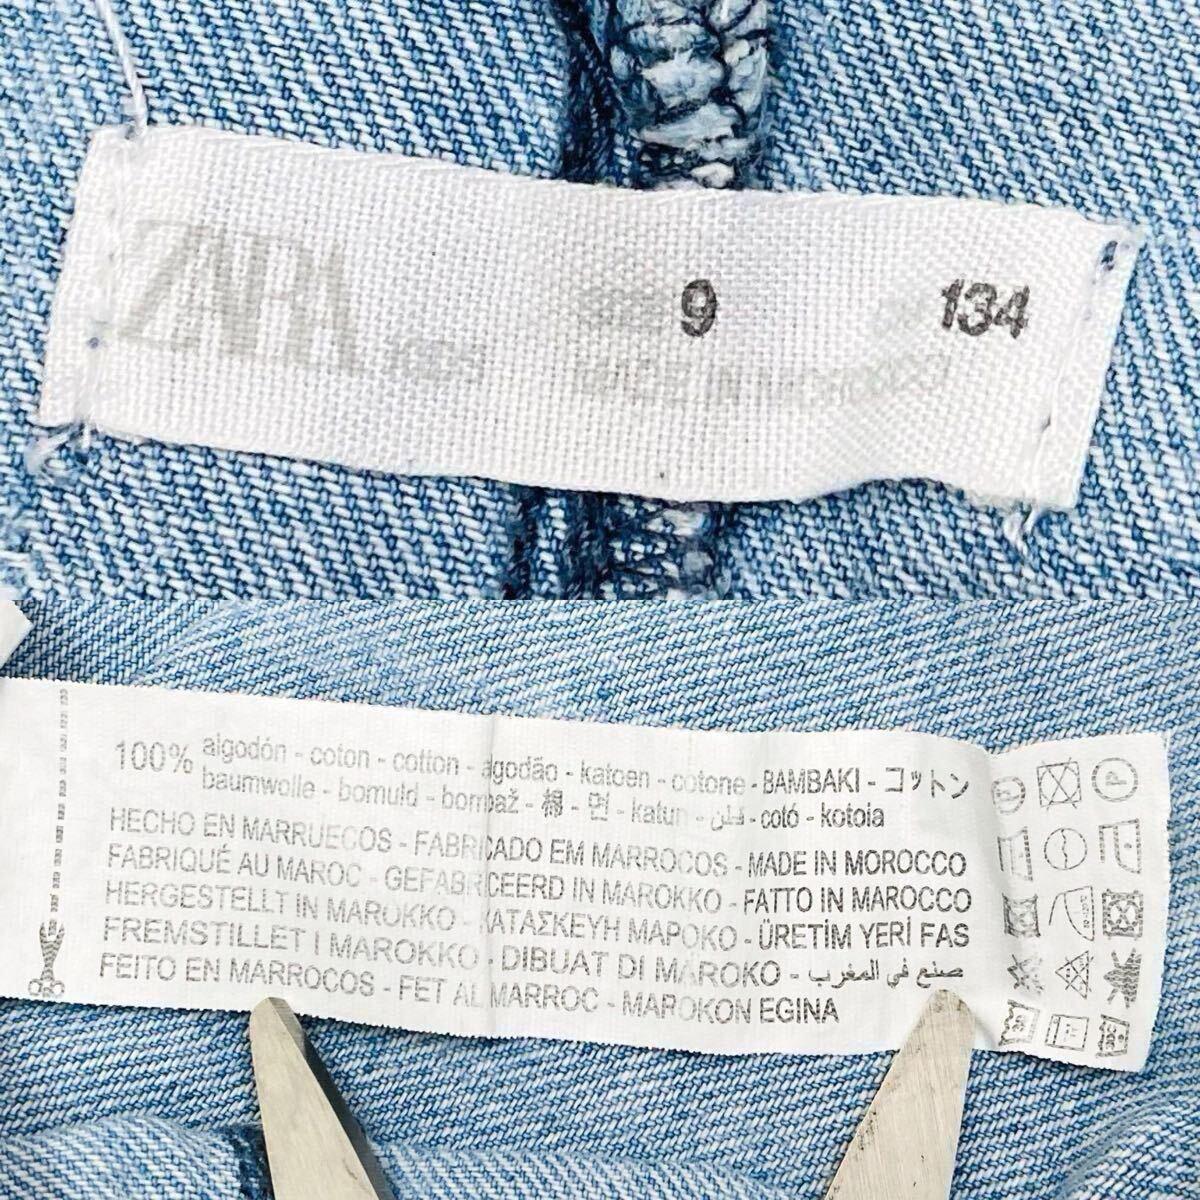 ZARA 9 134
100% algodón - coton - cotton - algodão - katoen - cotone - BAMBAKI - コットン
baumwolle - bomuld - bombaž - 棉 - 면 - katun - قطن - cotó - kotoia
HECHO EN MARRUECOS - FABRICADO EM MARROCOS - MADE IN MOROCCO
FABRIQUÉ AU MAROC - GEFABRICEERD IN MAROKKO - FATTO IN MAROCCO
HERGESTELLT IN MAROKKO - ΚΑΤΑΣΚΕΥΗ ΜΑΡΟΚΟ - ÜRETİM YERİ FAS
FREMSTILLET I MAROKKO - DIBUAT DI MAROKO - صنع في المغرب
FEITO EN MARROCOS - FET AL MARROC - MAROKON EGINA